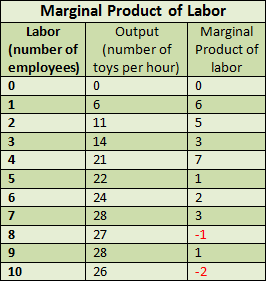 Marginal Product of Labor
Labor (number of employees) Output (number of toys per hour) Marginal Product of labor
0 0 0
1 6 6
2 11 5
3 14 3
4 21 7
5 22 1
6 24 2
7 28 3
8 27 -1
9 28 1
10 26 -2